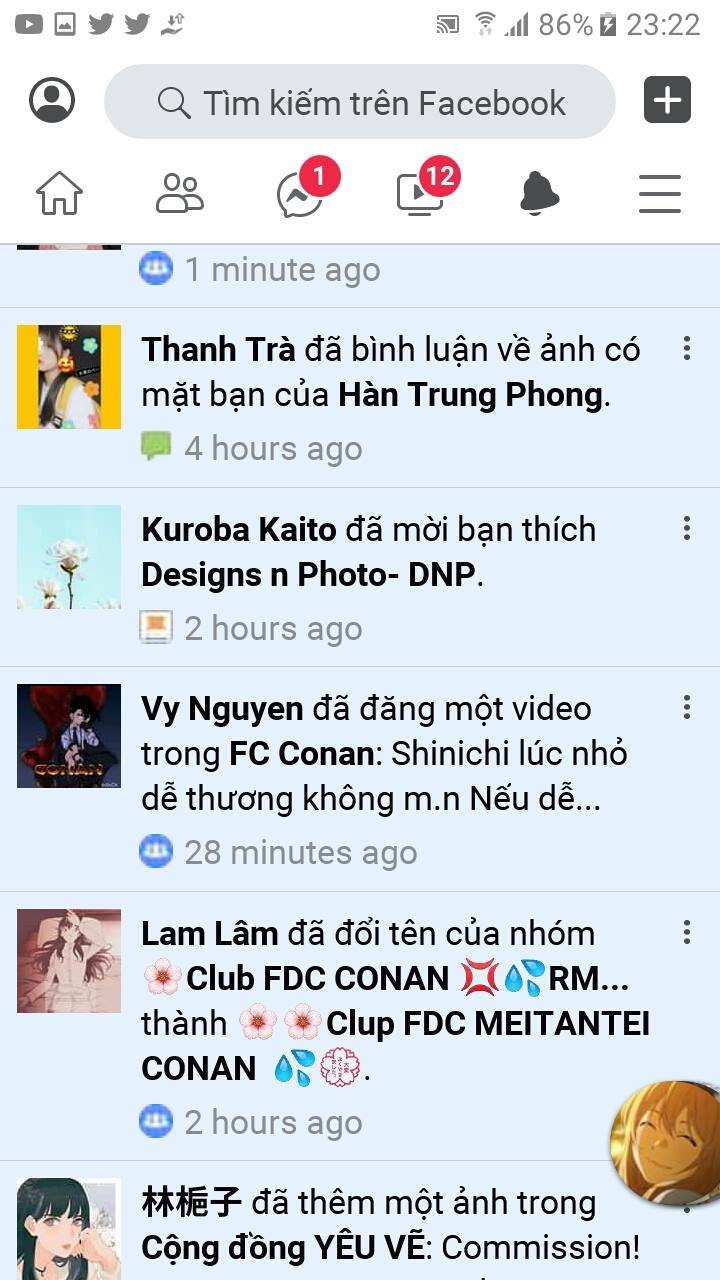 86% 23:22
Tìm kiếm trên Facebook
1
12
1 minute ago
Thanh Trà đã bình luận về ảnh có
mặt bạn của Hàn Trung Phong.
4 hours ago
Kuroba Kaito đã mời bạn thích
Designs n Photo- DNP.
2 hours ago
CONAN
Vy Nguyen đã đăng một video
trong FC Conan: Shinichi lúc nhỏ
dễ thương không m.n Nếu dễ...
28 minutes ago
Lam Lâm đã đổi tên của nhóm
🌸Club FDC CONAN 💢💦RM...
thành 🌸🌸Clup FDC MEITANTEI
CONAN 💦💮.
2 hours ago
林梔子 đã thêm một ảnh trong
Cộng đồng YÊU VẼ: Commission!